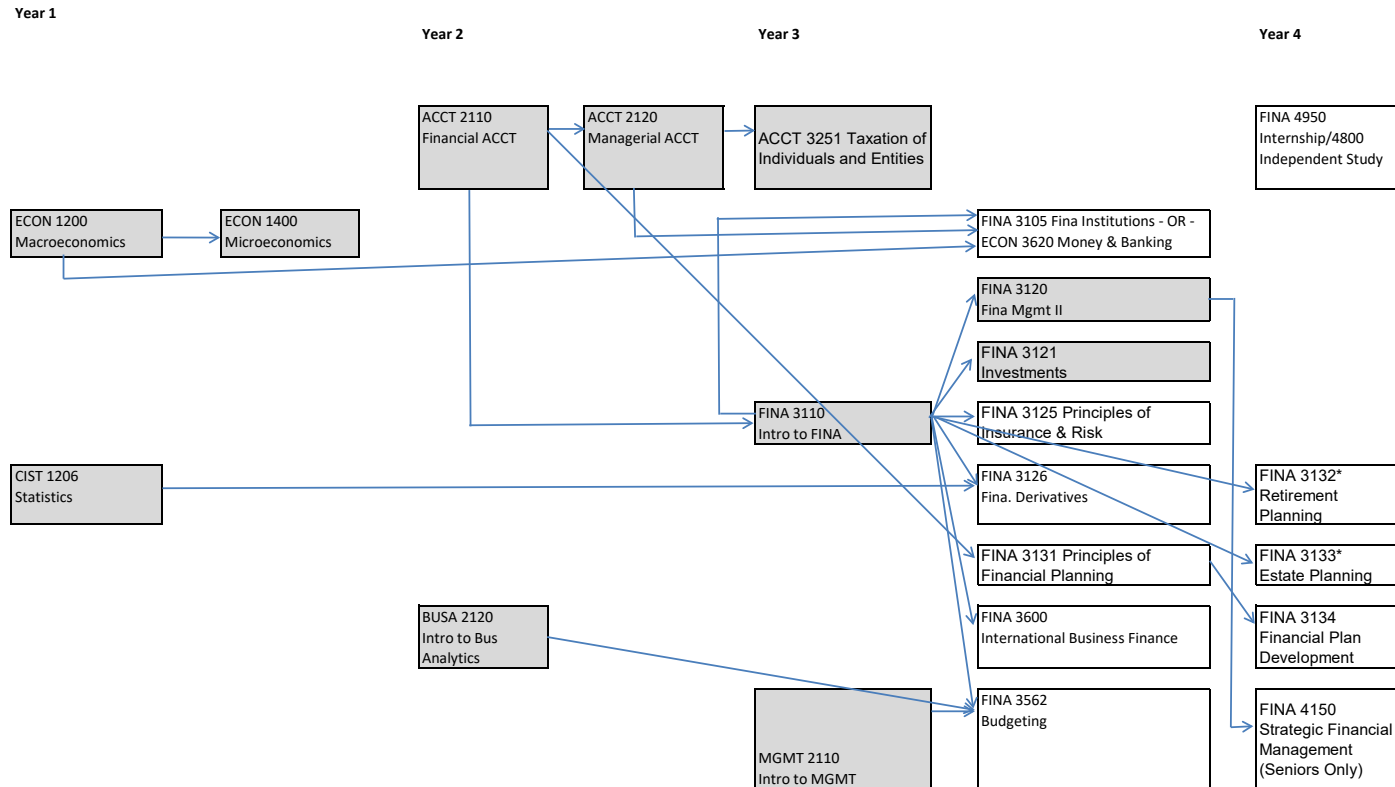 Year 1
Year 2
Year 3
Year 4
ACCT 2110
Financial ACCT
ACCT 2120
Managerial ACCT
ACCT 3251 Taxation of
Individuals and Entities
FINA 4950
Internship/4800
Independent Study
ECON 1200
Macroeconomics
ECON 1400
Microeconomics
FINA 3105 Fina Institutions - OR -
ECON 3620 Money & Banking
FINA 3120
Fina Mgmt II
FINA 3121
Investments
FINA 3110
Intro to FINA
FINA 3125 Principles of
Insurance & Risk
CIST 1206
Statistics
FINA 3126
Fina. Derivatives
FINA 3132*
Retirement
Planning
FINA 3131 Principles of
Financial Planning
FINA 3133*
Estate Planning
BUSA 2120
Intro to Bus
Analytics
FINA 3600
International Business Finance
FINA 3134
Financial Plan
Development
MGMT 2110
Intro to MGMT
FINA 3562
Budgeting
FINA 4150
Strategic Financial
Management
(Seniors Only)